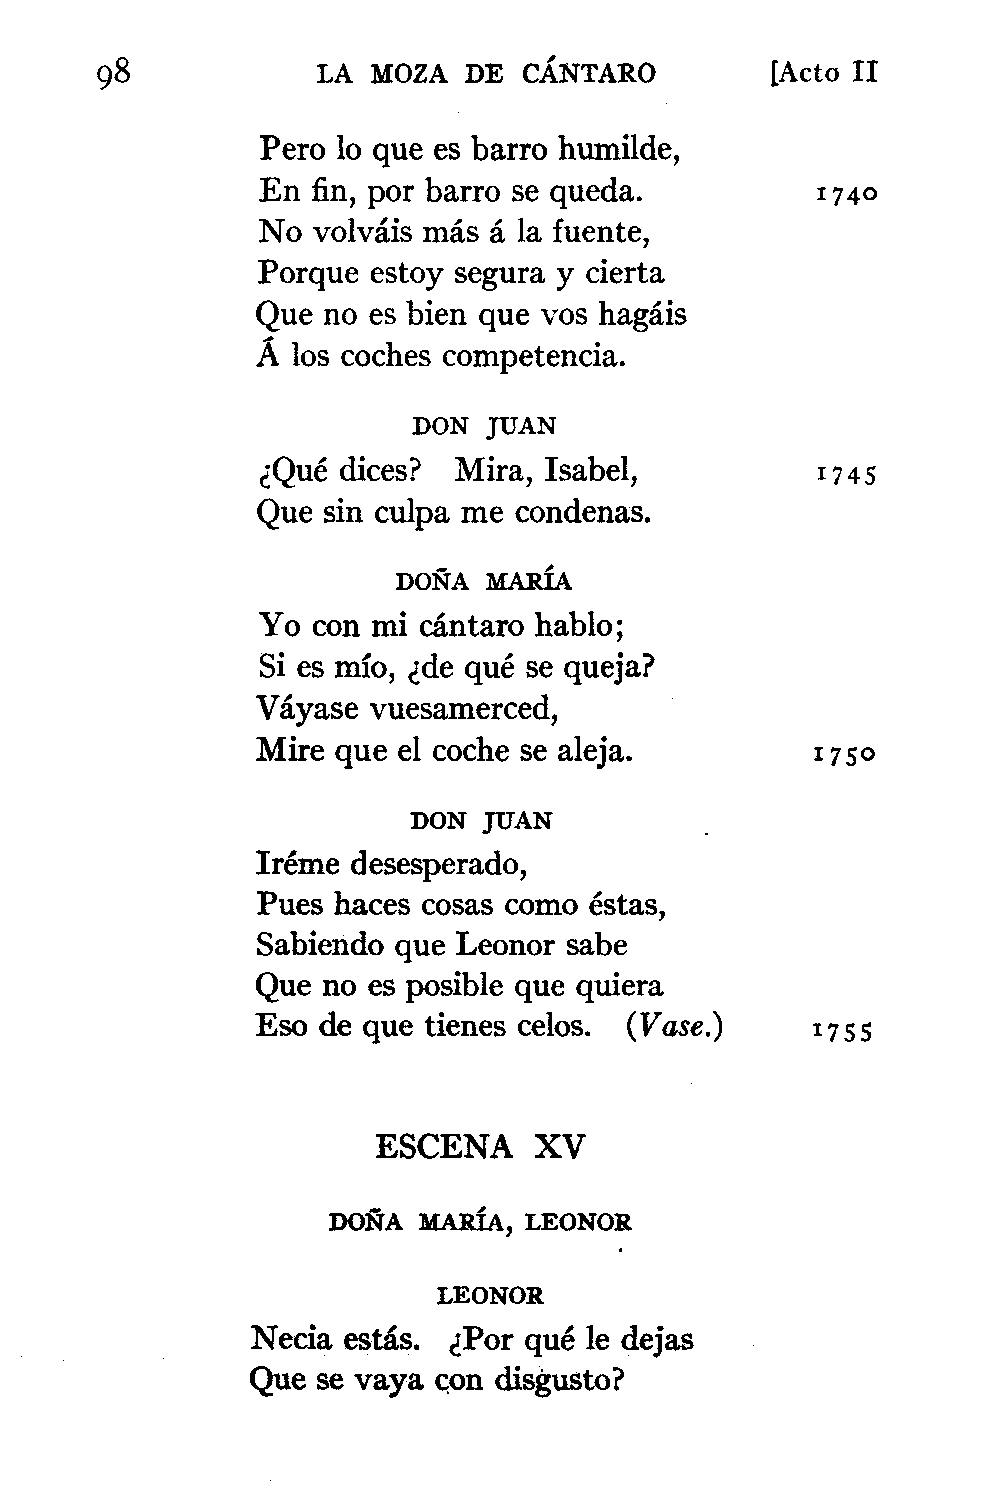 98 LA MOZA DE CÁNTARO [Acto II
Pero lo que es barro humilde,
En fin, por barro se queda. 1740
No volváis más á la fuente,
Porque estoy segura y cierta
Que no es bien que vos hagáis
Á los coches competencia.
DON JUAN
¿Qué dices? Mira, Isabel, 1745
Que sin culpa me condenas.
DOÑA MARÍA
Yo con mi cántaro hablo;
Si es mío, ¿de qué se queja?
Váyase vuesamerced,
Mire que el coche se aleja. 1750
DON JUAN
Iréme desesperado,
Pues haces cosas como éstas,
Sabiendo que Leonor sabe
Que no es posible que quiera
Eso de que tienes celos. (Vase.) 1755
ESCENA XV
DOÑA MARÍA, LEONOR
LEONOR
Necia estás. ¿Por qué le dejas
Que se vaya con disgusto?